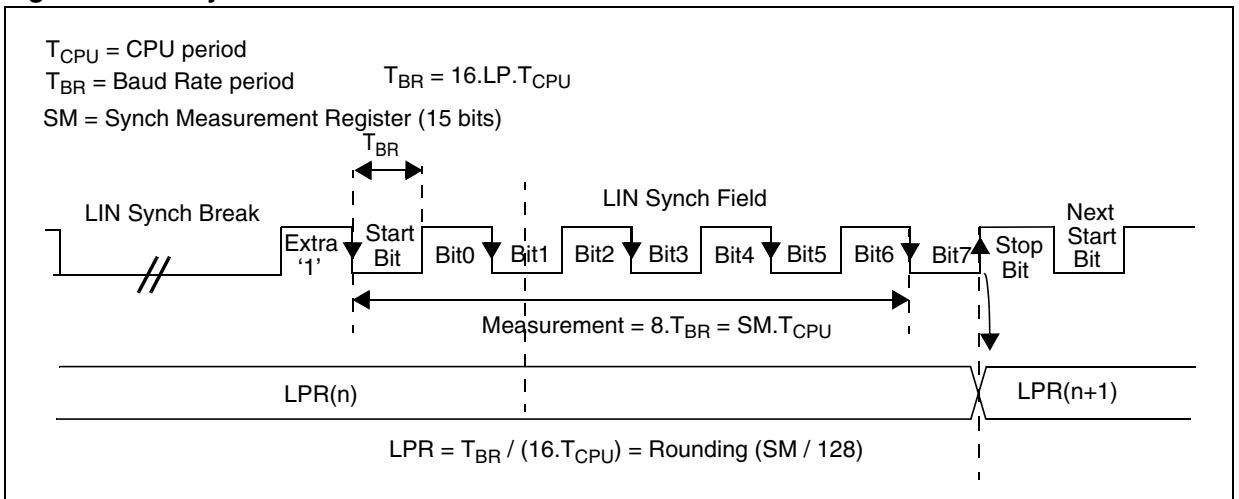 T_CPU = CPU period
T_BR = Baud Rate period T_BR = 16.LP.T_CPU
SM = Synch Measurement Register (15 bits)
T_BR
LIN Synch Break
LIN Synch Field
Extra '1'
Start Bit
Bit0
Bit1
Bit2
Bit3
Bit4
Bit5
Bit6
Bit7
Stop Bit
Next Start Bit
Measurement = 8.T_BR = SM.T_CPU
LPR(n)
LPR(n+1)
LPR = T_BR / (16.T_CPU) = Rounding (SM / 128)